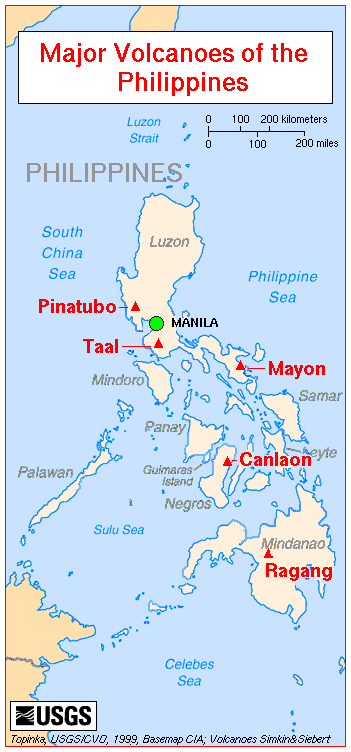 Major Volcanoes of the
Philippines
Luzon
Strait
0 100 200 kilometers
0 100 200 miles
PHILIPPINES
Luzon
South
China
Sea
Philippine
Sea
Pinatubo
MANILA
Taal
Mayon
Mindoro
Samar
Panay
Leyte
Canlaon
Guimaras
Island
Palawan
Negros
Sulu Sea
Mindanao
Ragang
Celebes
Sea
USGS
Topinka, USGS/CVO, 1999, Basemap CIA; Volcanoes Simkin&Siebert